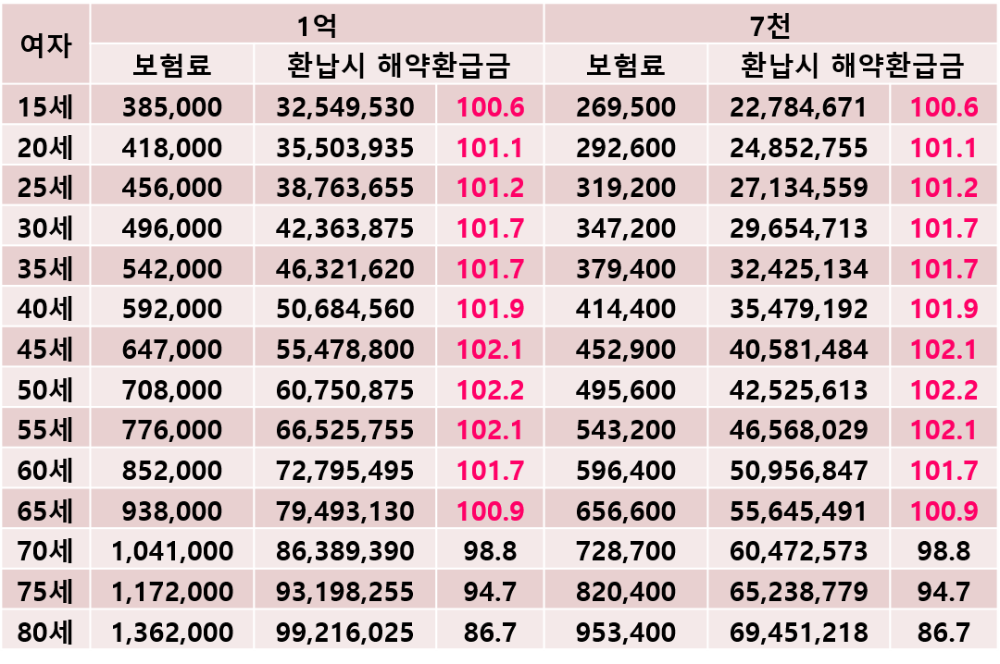 여자 1억 7천
보험료 환납시 해약환급금 보험료 환납시 해약환급금
15세 385,000 32,549,530 100.6 269,500 22,784,671 100.6
20세 418,000 35,503,935 101.1 292,600 24,852,755 101.1
25세 456,000 38,763,655 101.2 319,200 27,134,559 101.2
30세 496,000 42,363,875 101.7 347,200 29,654,713 101.7
35세 542,000 46,321,620 101.7 379,400 32,425,134 101.7
40세 592,000 50,684,560 101.9 414,400 35,479,192 101.9
45세 647,000 55,478,800 102.1 452,900 40,581,484 102.1
50세 708,000 60,750,875 102.2 495,600 42,525,613 102.2
55세 776,000 66,525,755 102.1 543,200 46,568,029 102.1
60세 852,000 72,795,495 101.7 596,400 50,956,847 101.7
65세 938,000 79,493,130 100.9 656,600 55,645,491 100.9
70세 1,041,000 86,389,390 98.8 728,700 60,472,573 98.8
75세 1,172,000 93,198,255 94.7 820,400 65,238,779 94.7
80세 1,362,000 99,216,025 86.7 953,400 69,451,218 86.7